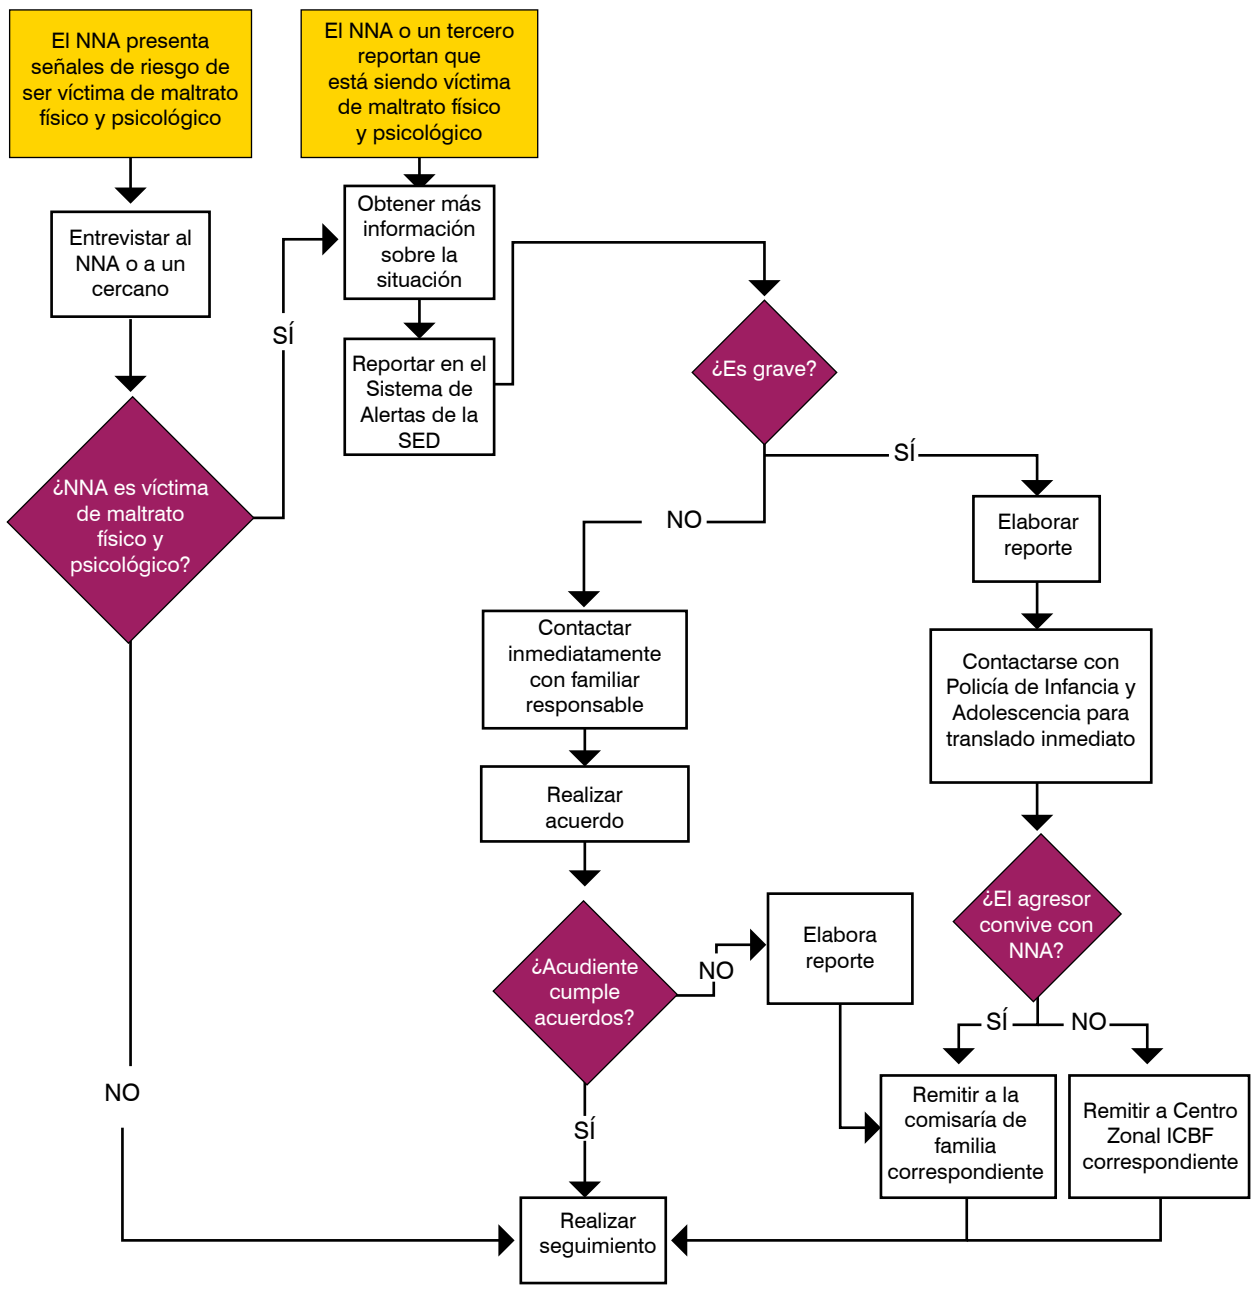 El NNA presenta
señales de riesgo de
ser víctima de maltrato
físico y psicológico
El NNA o un tercero
reportan que
está siendo víctima
de maltrato físico
y psicológico
Entrevistar al
NNA o a un
cercano
Obtener más
información
sobre la
situación
SÍ
Reportar en el
Sistema de
Alertas de la
SED
¿Es grave?
¿NNA es víctima
de maltrato
físico y
psicológico?
SÍ
NO
Elaborar
reporte
Contactar
inmediatamente
con familiar
responsable
Contactarse con
Policía de Infancia y
Adolescencia para
translado inmediato
Realizar
acuerdo
¿El agresor
convive con
NNA?
Elabora
reporte
¿Acudiente
cumple
acuerdos?
NO
SÍ
NO
NO
SÍ
Remitir a la
comisaría de
familia
correspondiente
Remitir a Centro
Zonal ICBF
correspondiente
Realizar
seguimiento